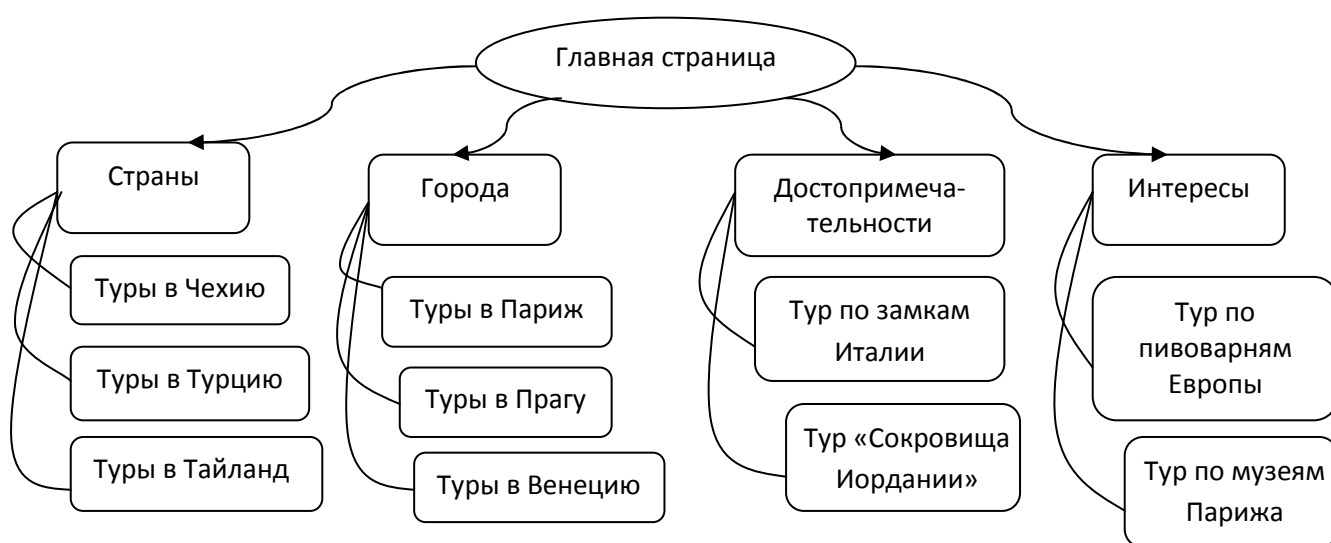 Главная страница
Страны
Туры в Чехию
Туры в Турцию
Туры в Тайланд
Города
Туры в Париж
Туры в Прагу
Туры в Венецию
Достопримеча-
тельности
Тур по замкам
Италии
Тур «Сокровища
Иордании»
Интересы
Тур по
пивоварням
Европы
Тур по музеям
Парижа